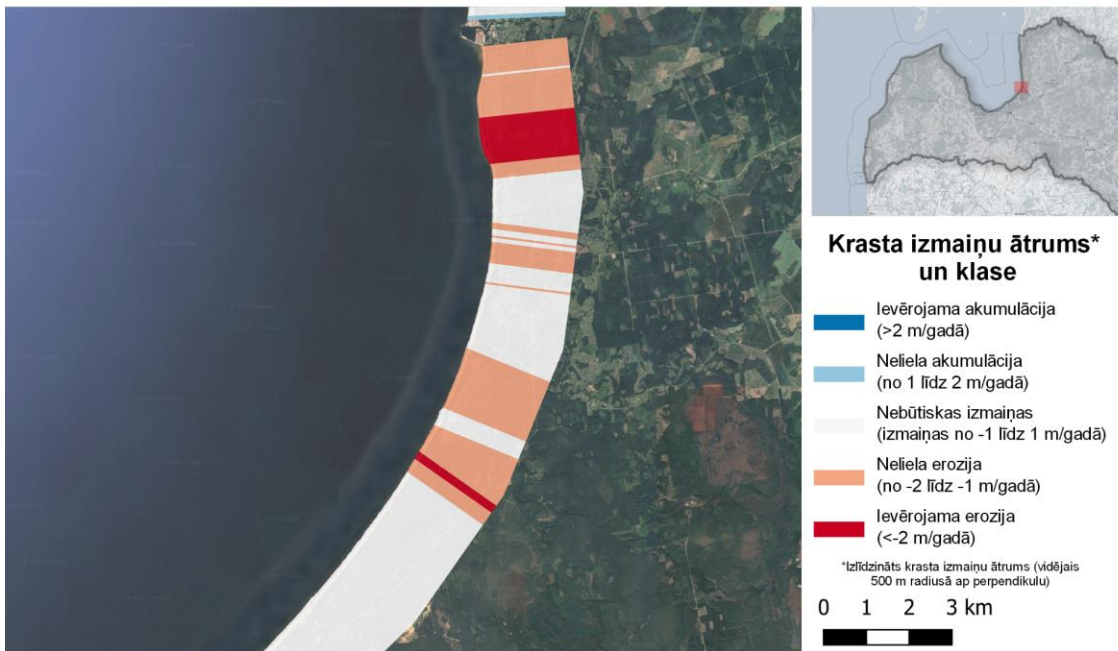 Krasta izmaiņu ātrums*
un klase
Ievērojama akumulācija
(>2 m/gadā)
Neliela akumulācija
(no 1 līdz 2 m/gadā)
Nebūtiskas izmaiņas
(izmaiņas no -1 līdz 1 m/gadā)
Neliela erozija
(no -2 līdz -1 m/gadā)
Ievērojama erozija
(<-2 m/gadā)
*Izlīdzināts krasta izmaiņu ātrums (vidējais
500 m radiusā ap perpendikulu)
0 1 2 3 km